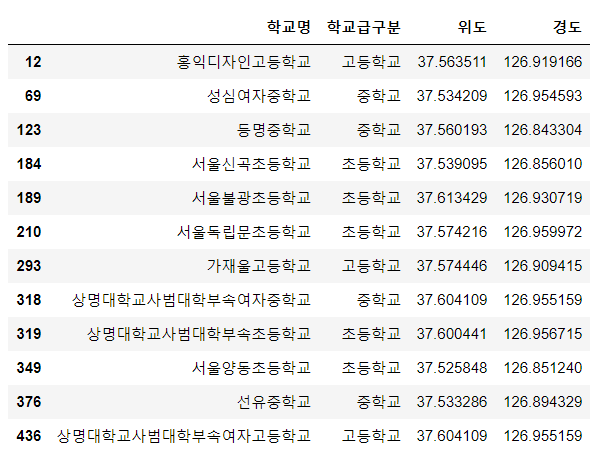 학교명 학교급구분 위도 경도
12 홍익디자인고등학교 고등학교 37.563511 126.919166
69 성심여자중학교 중학교 37.534209 126.954593
123 등명중학교 중학교 37.560193 126.843304
184 서울신곡초등학교 초등학교 37.539095 126.856010
189 서울불광초등학교 초등학교 37.613429 126.930719
210 서울독립문초등학교 초등학교 37.574216 126.959972
293 가재울고등학교 고등학교 37.574446 126.909415
318 상명대학교사범대학부속여자중학교 중학교 37.604109 126.955159
319 상명대학교사범대학부속초등학교 초등학교 37.600441 126.956715
349 서울양동초등학교 초등학교 37.525848 126.851240
376 선유중학교 중학교 37.533286 126.894329
436 상명대학교사범대학부속여자고등학교 고등학교 37.604109 126.955159